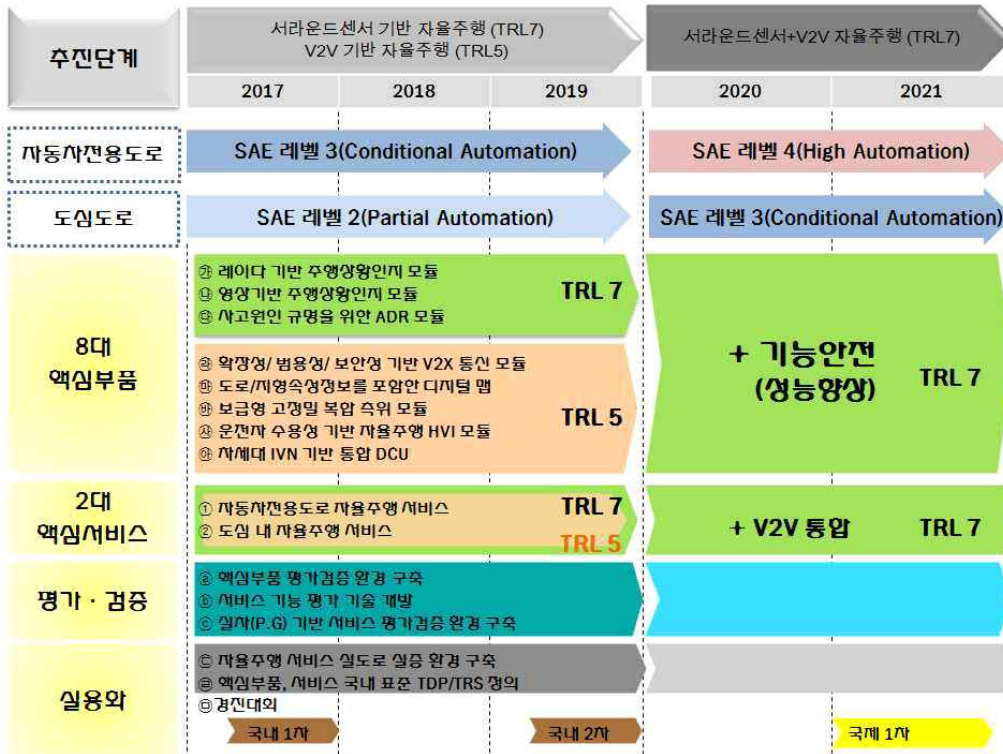 추진단계
서라운드센서 기반 자율주행 (TRL7)
V2V 기반 자율주행 (TRL5)
서라운드센서+V2V 자율주행 (TRL7)
2017
2018
2019
2020
2021
자동차전용도로
SAE 레벨 3(Conditional Automation)
SAE 레벨 4(High Automation)
도심도로
SAE 레벨 2(Partial Automation)
SAE 레벨 3(Conditional Automation)
8대
핵심부품
㉮ 레이다 기반 주행상황인지 모듈
㉯ 영상기반 주행상황인지 모듈
㉰ 사고원인 규명을 위한 ADR 모듈
TRL 7
㉱ 확장성/ 범용성/ 보안성 기반 V2X 통신 모듈
㉲ 도로/지형속성정보를 포함한 디지털 맵
㉳ 보급형 고정밀 복합 측위 모듈
㉴ 운전자 수용성 기반 자율주행 HVI 모듈
㉵ 차세대 IVN 기반 통합 DCU
TRL 5
+ 기능안전
(성능향상)
TRL 7
2대
핵심서비스
① 자동차전용도로 자율주행 서비스
② 도심 내 자율주행 서비스
TRL 7
TRL 5
+ V2V 통합
TRL 7
평가 · 검증
ⓐ 핵심부품 평가검증 환경 구축
ⓑ 서비스 기능 평가 기술 개발
ⓒ 실차(P.G) 기반 서비스 평가검증 환경 구축
실용화
㉢ 자율주행 서비스 실도로 실증 환경 구축
㉣ 핵심부품, 서비스 국내 표준 TDP/TRS 정의
㉤경진대회
국내 1차
국내 2차
국제 1차